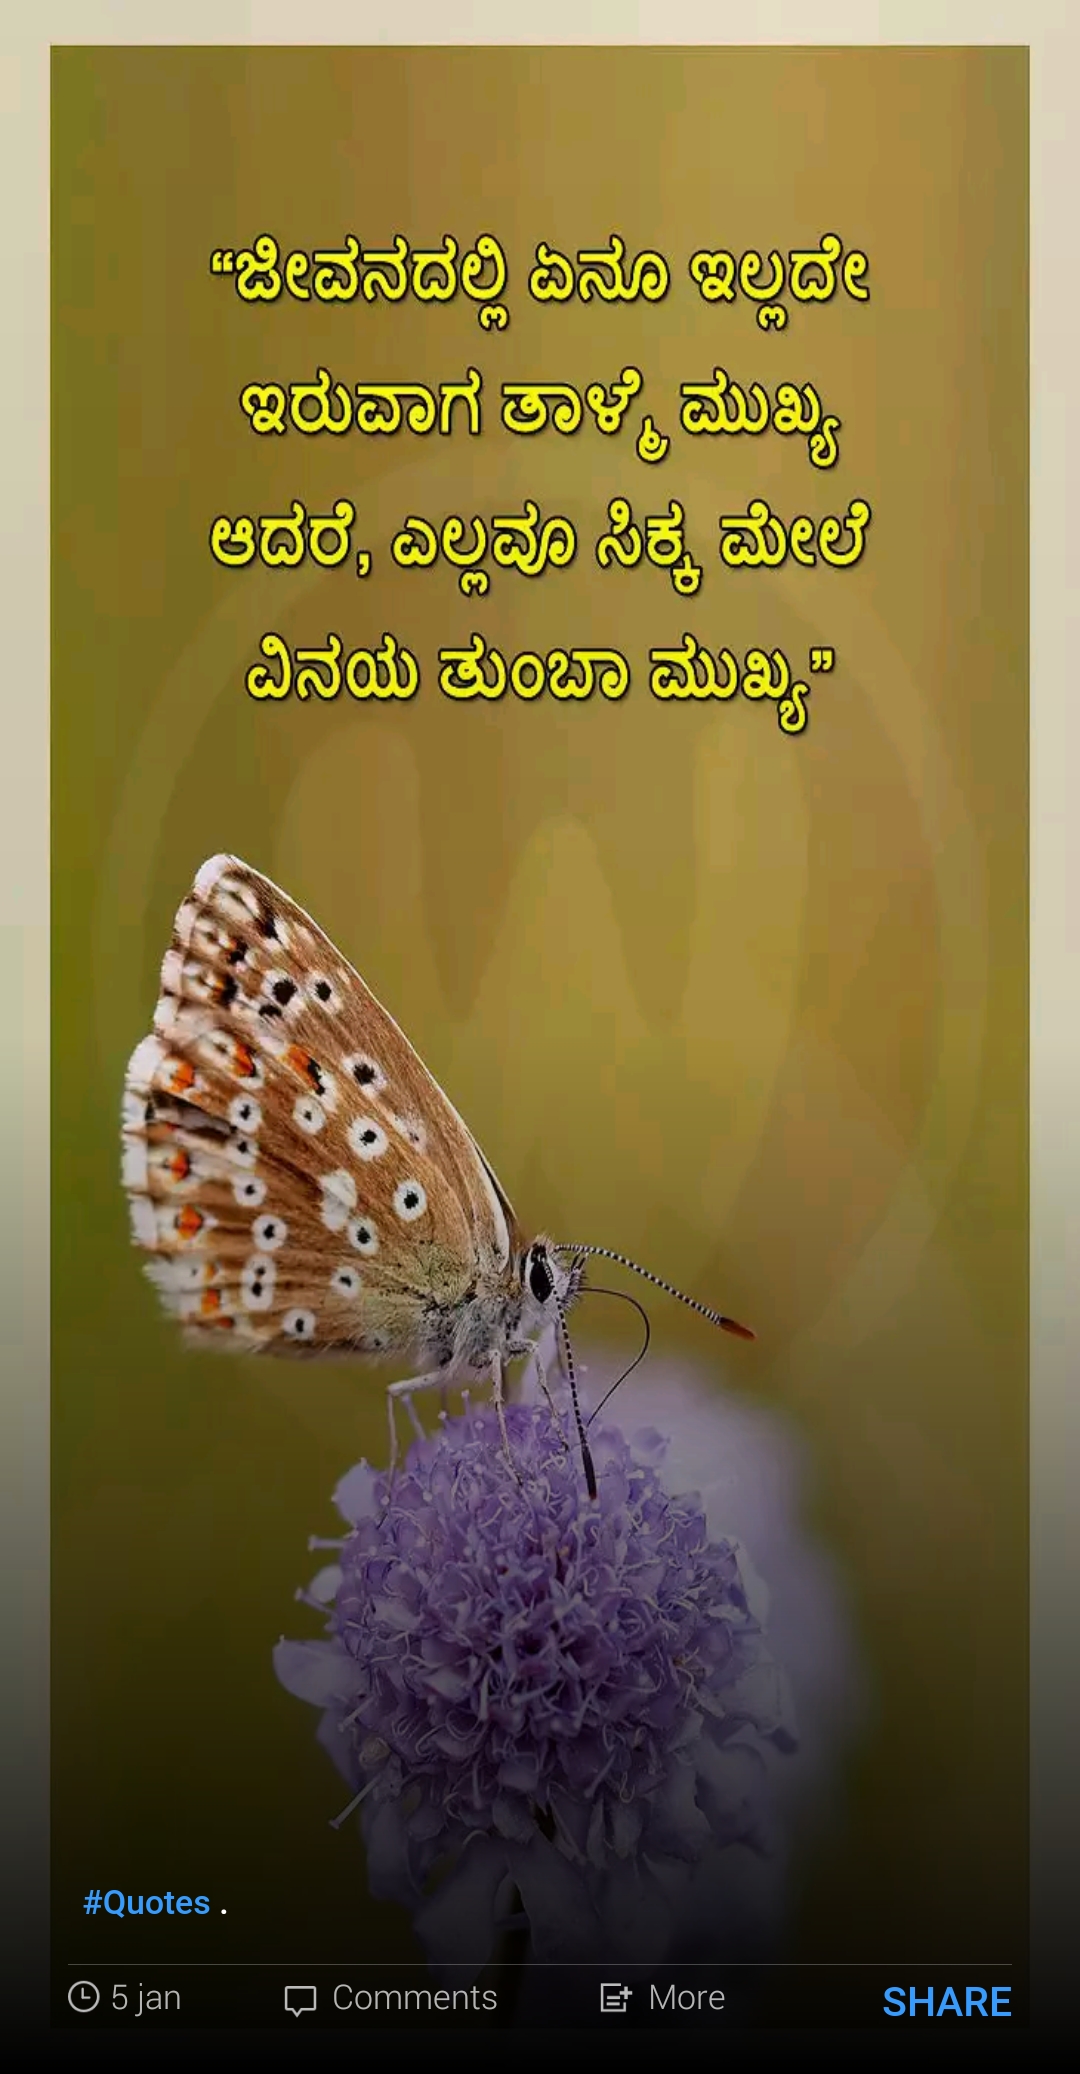 “ಜೀವನದಲ್ಲಿ ಏನೂ ಇಲ್ಲದೇ
ಇರುವಾಗ ತಾಳ್ಮೆ ಮುಖ್ಯ
ಆದರೆ, ಎಲ್ಲವೂ ಸಿಕ್ಕ ಮೇಲೆ
ವಿನಯ ತುಂಬಾ ಮುಖ್ಯ”
#Quotes .
5 jan Comments More SHARE